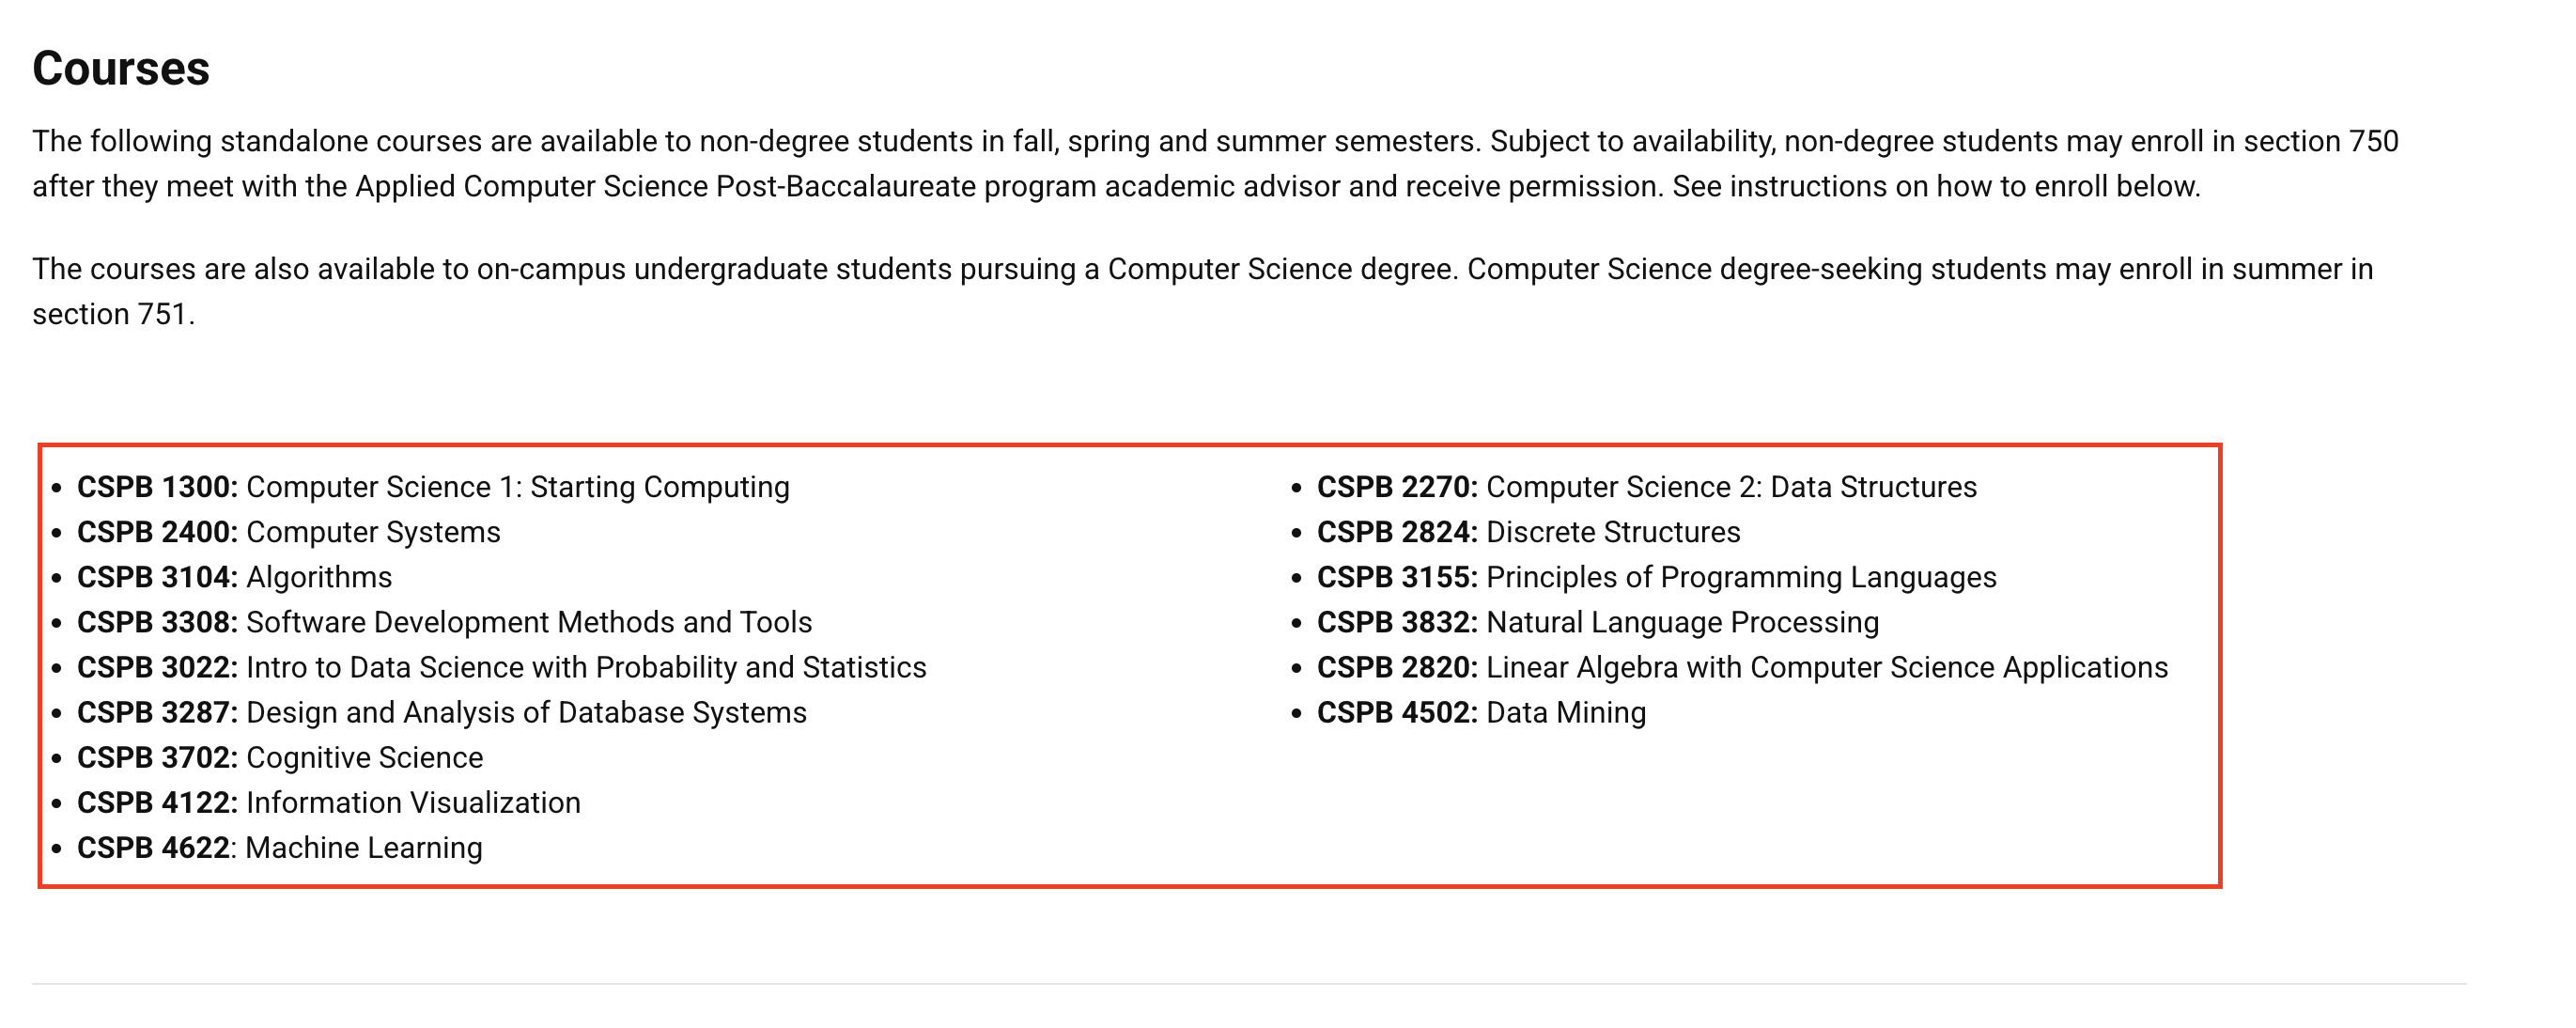 Courses
The following standalone courses are available to non-degree students in fall, spring and summer semesters. Subject to availability, non-degree students may enroll in section 750
after they meet with the Applied Computer Science Post-Baccalaureate program academic advisor and receive permission. See instructions on how to enroll below.
The courses are also available to on-campus undergraduate students pursuing a Computer Science degree. Computer Science degree-seeking students may enroll in summer in
section 751.
• CSPB 1300: Computer Science 1: Starting Computing
• CSPB 2400: Computer Systems
• CSPB 3104: Algorithms
• CSPB 3308: Software Development Methods and Tools
• CSPB 3022: Intro to Data Science with Probability and Statistics
• CSPB 3287: Design and Analysis of Database Systems
• CSPB 3702: Cognitive Science
• CSPB 4122: Information Visualization
• CSPB 4622: Machine Learning
• CSPB 2270: Computer Science 2: Data Structures
• CSPB 2824: Discrete Structures
• CSPB 3155: Principles of Programming Languages
• CSPB 3832: Natural Language Processing
• CSPB 2820: Linear Algebra with Computer Science Applications
• CSPB 4502: Data Mining